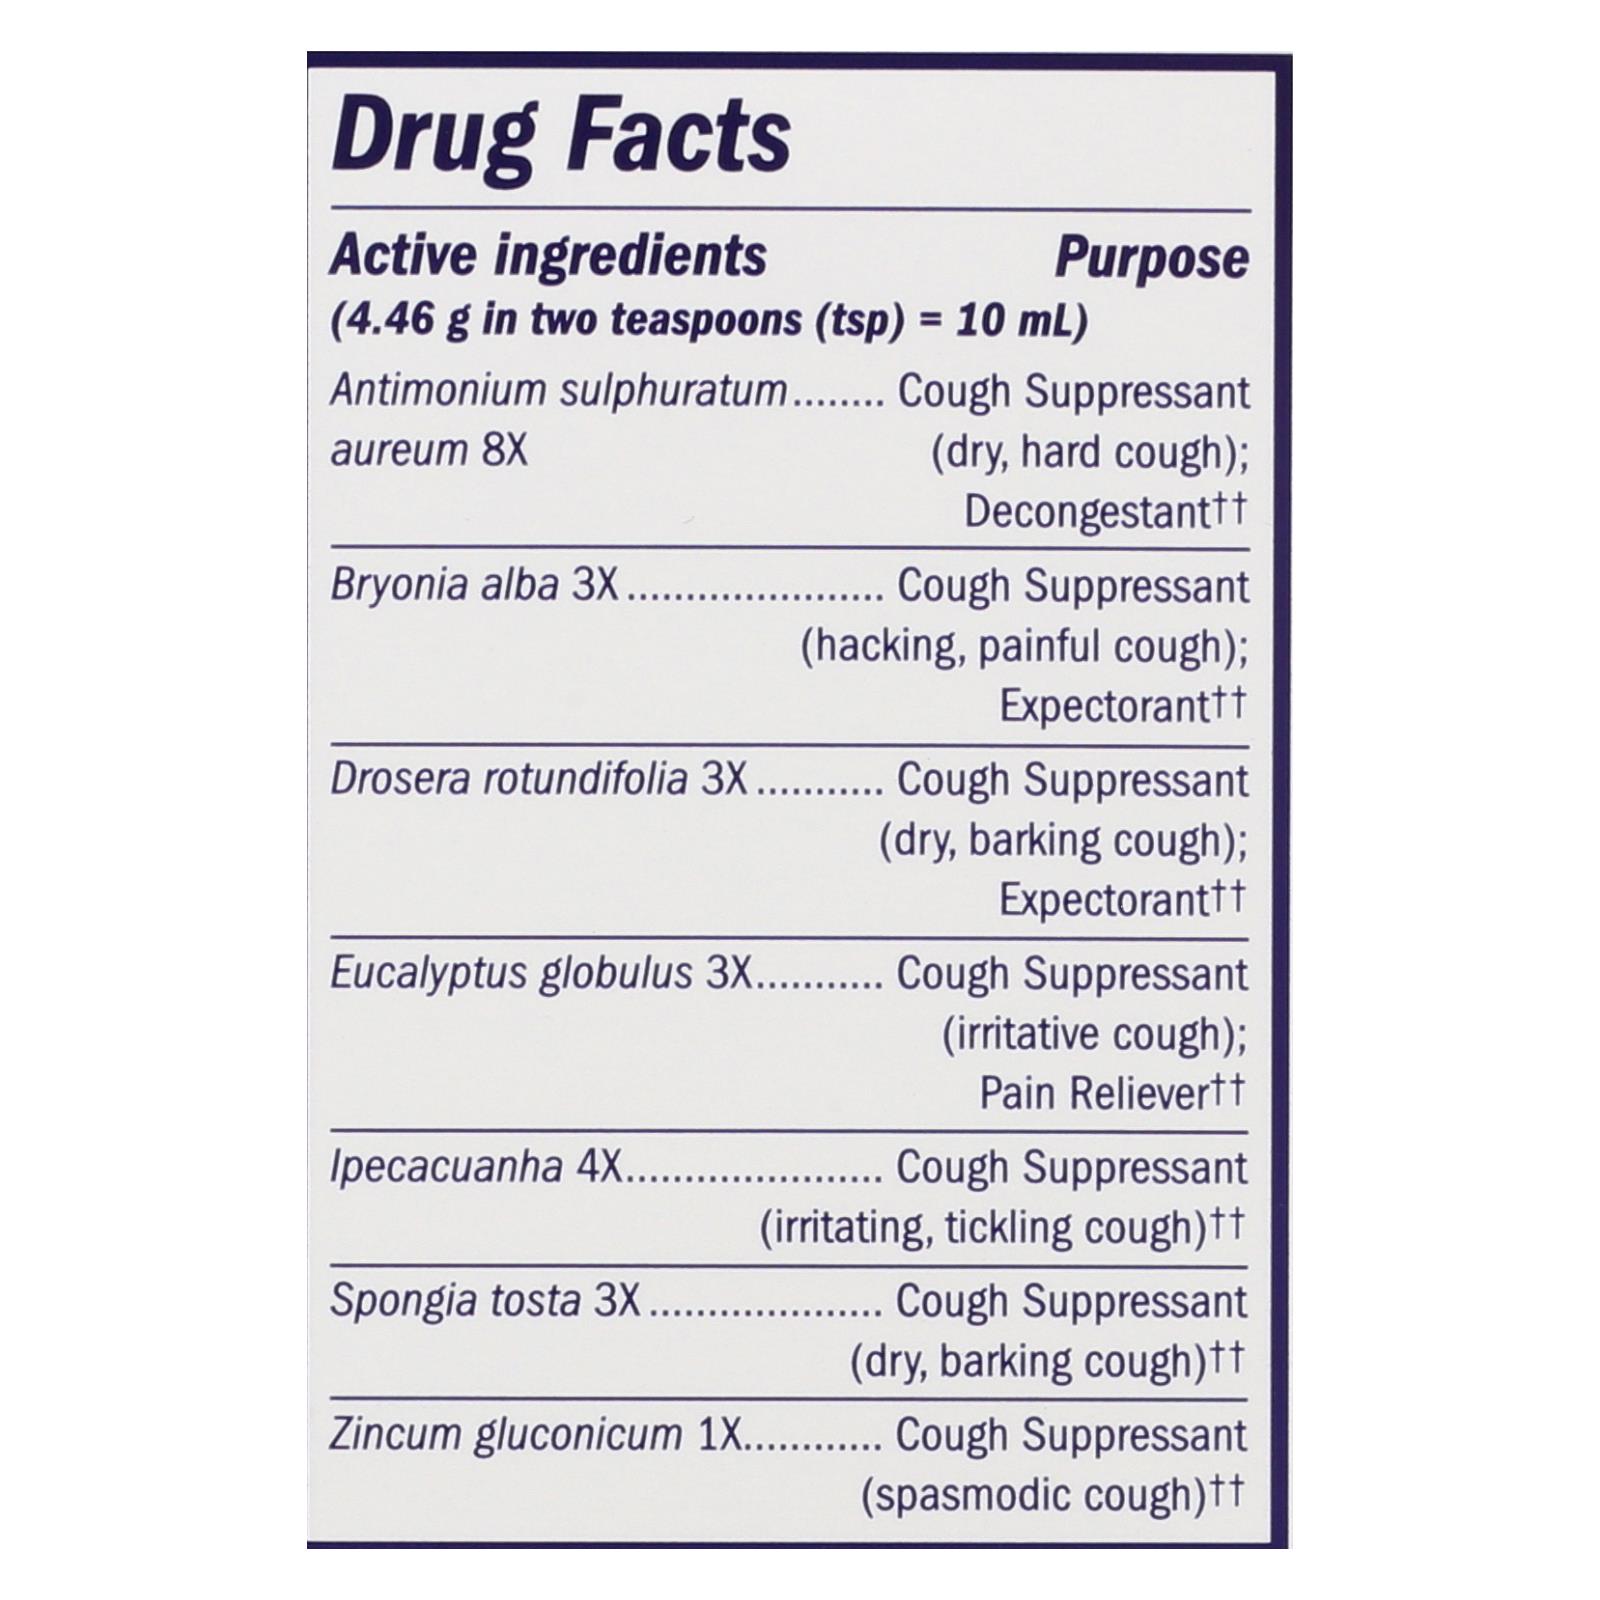 Drug Facts
Active ingredients Purpose
(4.46 g in two teaspoons (tsp) = 10 mL)
Antimonium sulphuratum........ Cough Suppressant
aureum 8X (dry, hard cough);
Decongestant††
Bryonia alba 3X...................... Cough Suppressant
(hacking, painful cough);
Expectorant††
Drosera rotundifolia 3X........... Cough Suppressant
(dry, barking cough);
Expectorant††
Eucalyptus globulus 3X........... Cough Suppressant
(irritative cough);
Pain Reliever††
Ipecacuanha 4X...................... Cough Suppressant
(irritating, tickling cough)††
Spongia tosta 3X.................... Cough Suppressant
(dry, barking cough)††
Zincum gluconicum 1X............ Cough Suppressant
(spasmodic cough)††